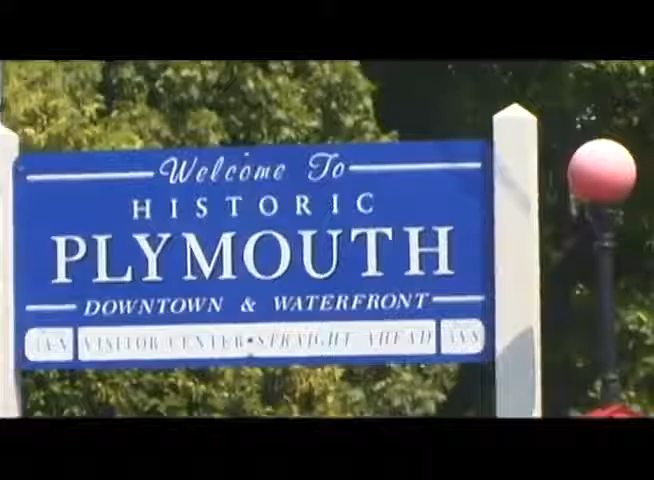 Welcome To
HISTORIC
PLYMOUTH
DOWNTOWN & WATERFRONT
VISITOR CENTER • STRAIGHT AHEAD